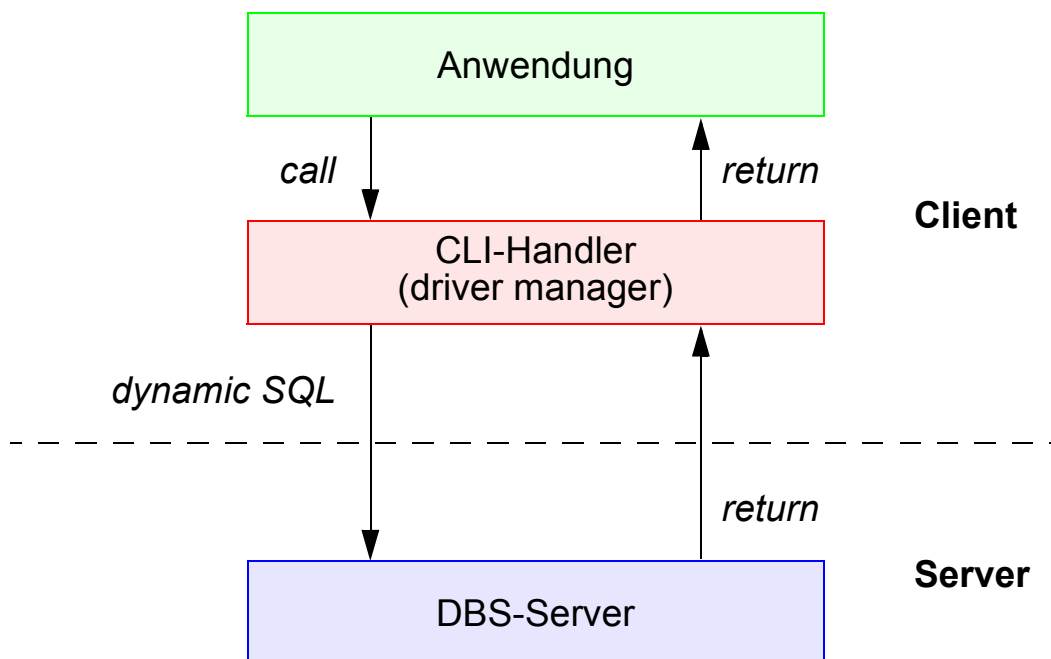 Anwendung
call
return
Client
CLI-Handler
(driver manager)
dynamic SQL
return
Server
DBS-Server